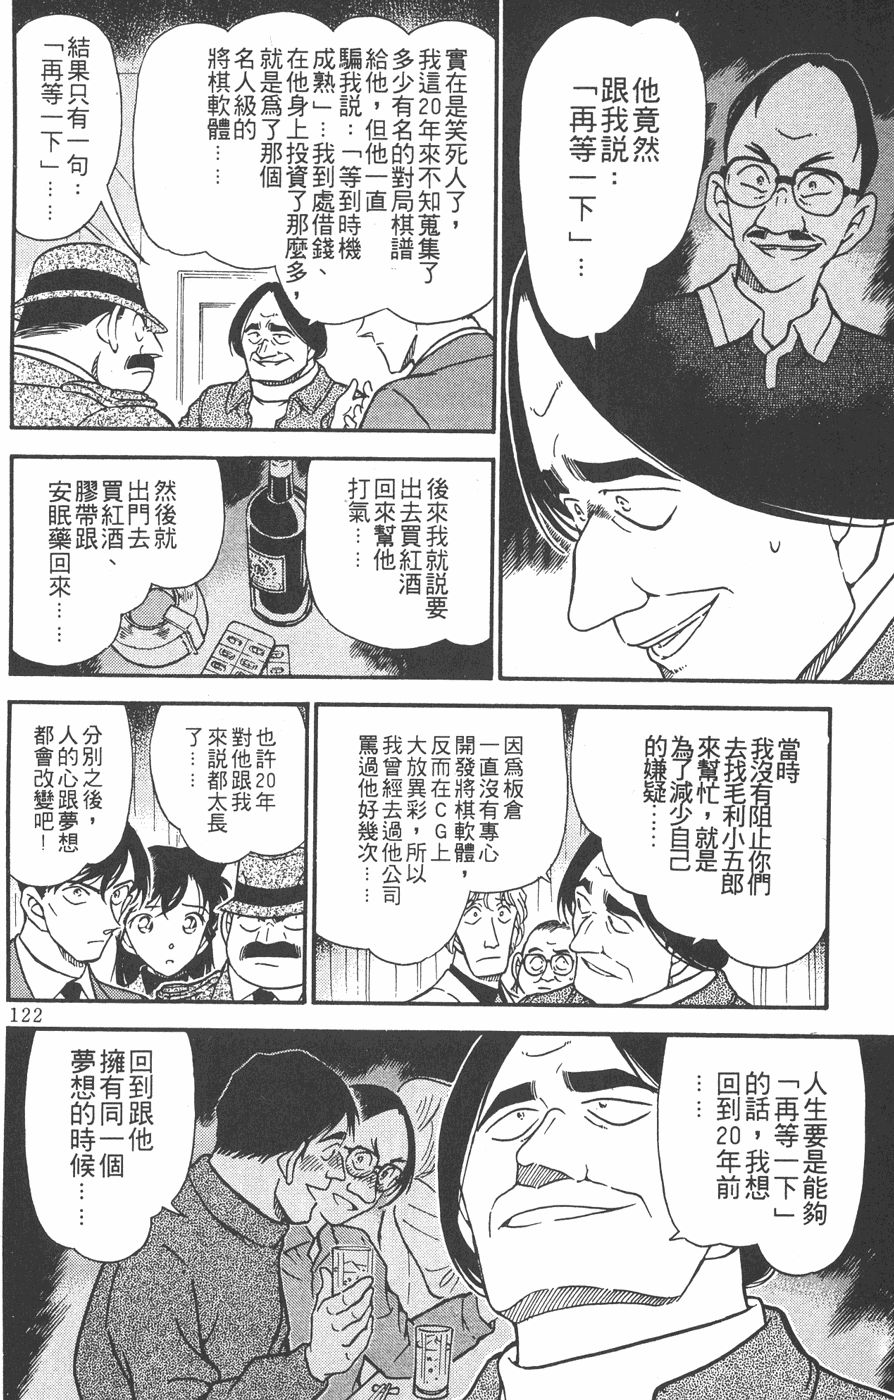 他竟然
跟我説：
「再等一下」…
實在是笑死人了，
我這20年來不知蒐集了
多少有名的對局棋譜
給他，但他一直
騙我説：「等到時機
成熟」…我到處借錢、
在他身上投資了那麼多，
就是爲了那個
名人級的
將棋軟體……
結果只有一句：
「再等一下」……
後來我就説要
出去買紅酒
回來幫他
打氣……
然後就
出門去
買紅酒、
膠帶跟
安眠藥回來……
當時
我沒有阻止你們
去找毛利小五郎
來幫忙，就是
為了減少自己
的嫌疑……
因爲板倉
一直沒有專心
開發將棋軟體，
反而在CG上
大放異彩，所以
我曾經去過他公司
罵過他好幾次……
也許20年
對他跟我
來説都太長
了……
分別之後，
人的心跟夢想
都會改變吧！
122
人生要是能夠
「再等一下」
的話，我想
回到20年前
……
回到跟他
擁有同一個
夢想的時候……